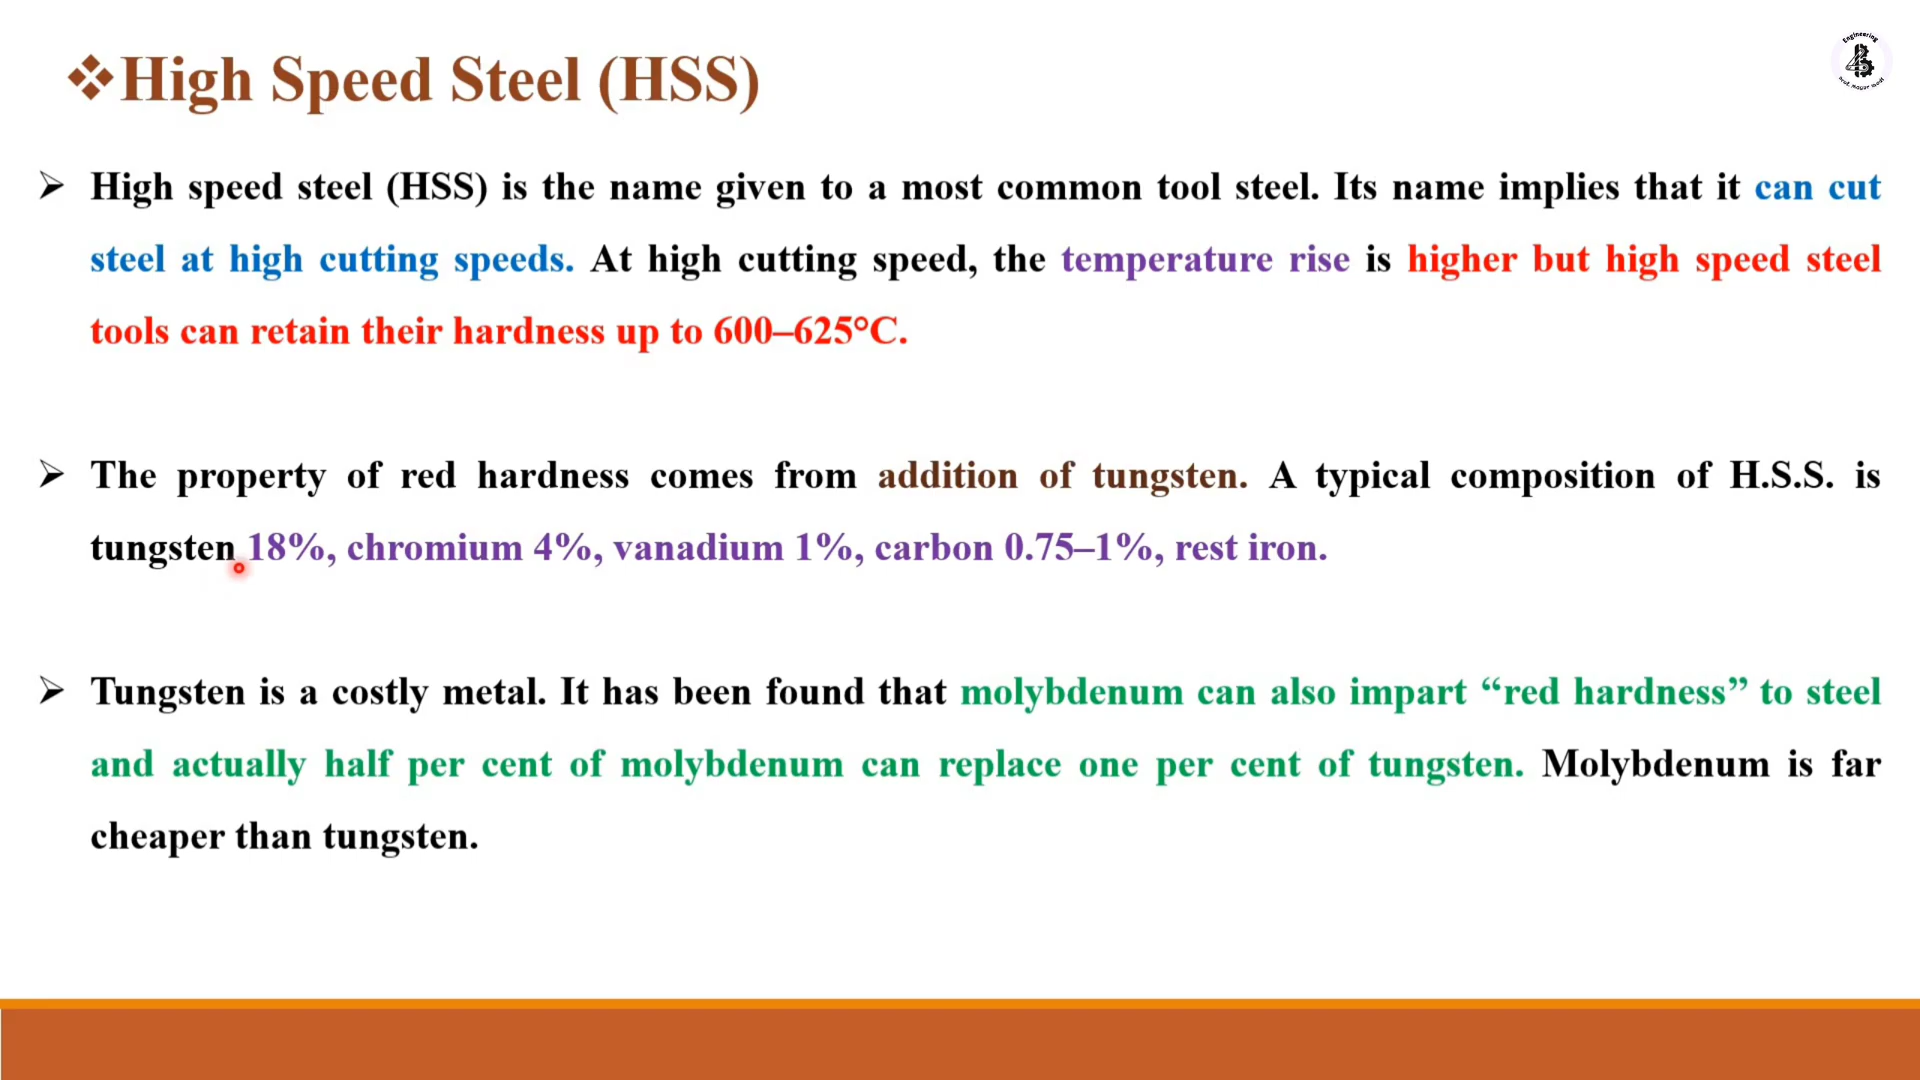 ❖High Speed Steel (HSS)
Engineering
➢ High speed steel (HSS) is the name given to a most common tool steel. Its name implies that it can cut
steel at high cutting speeds. At high cutting speed, the temperature rise is higher but high speed steel
tools can retain their hardness up to 600–625°C.
➢ The property of red hardness comes from addition of tungsten. A typical composition of H.S.S. is
tungsten 18%, chromium 4%, vanadium 1%, carbon 0.75–1%, rest iron.
➢ Tungsten is a costly metal. It has been found that molybdenum can also impart “red hardness” to steel
and actually half per cent of molybdenum can replace one per cent of tungsten. Molybdenum is far
cheaper than tungsten.